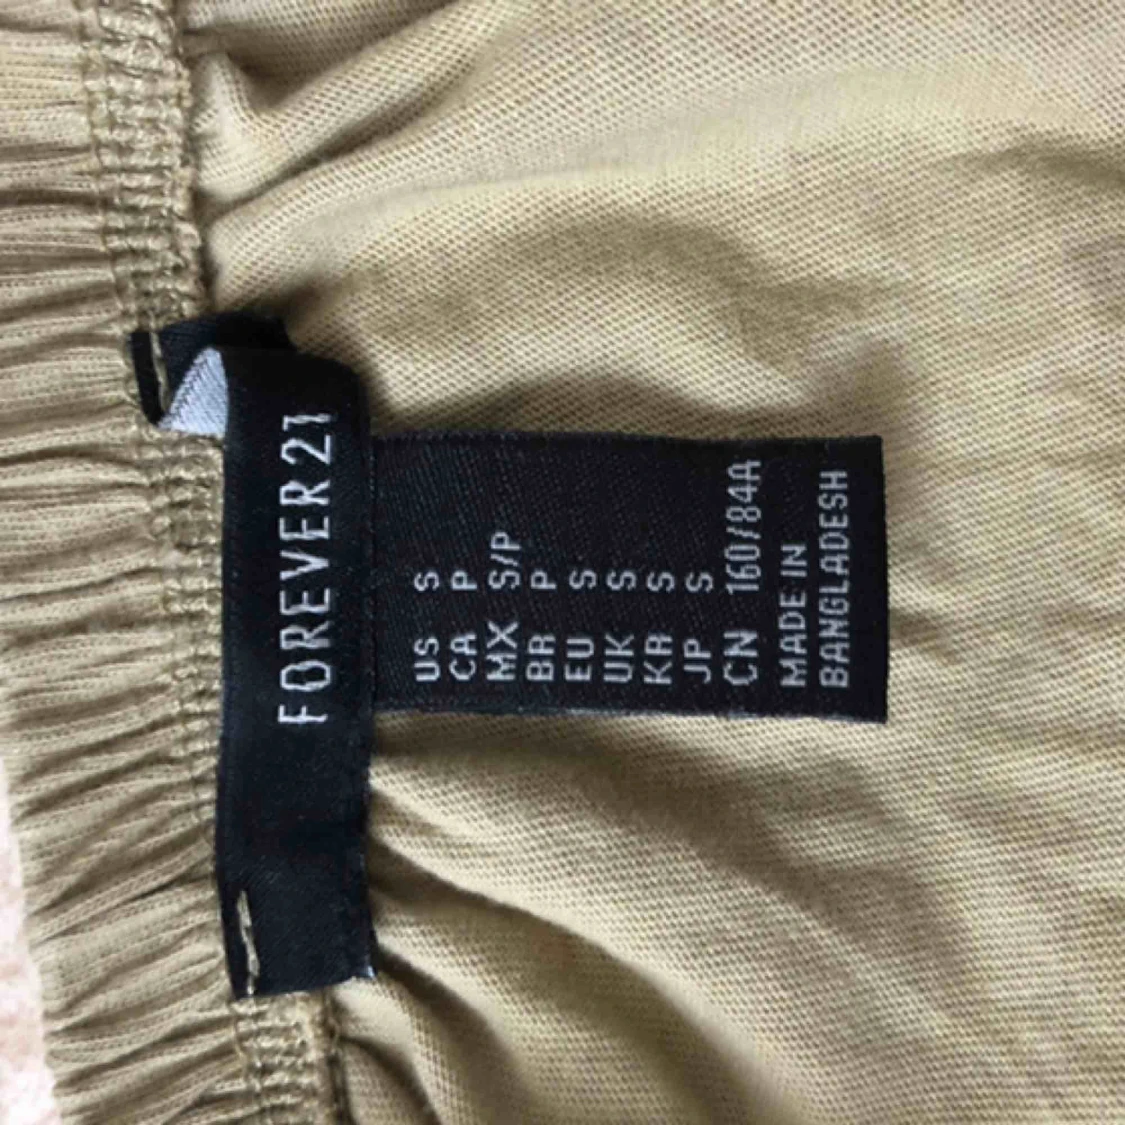 FOREVER 21
US S
CA P
MX S/P
BR P
EU S
UK S
KR S
JP S
CN 160/84A
MADE IN
BANGLADESH